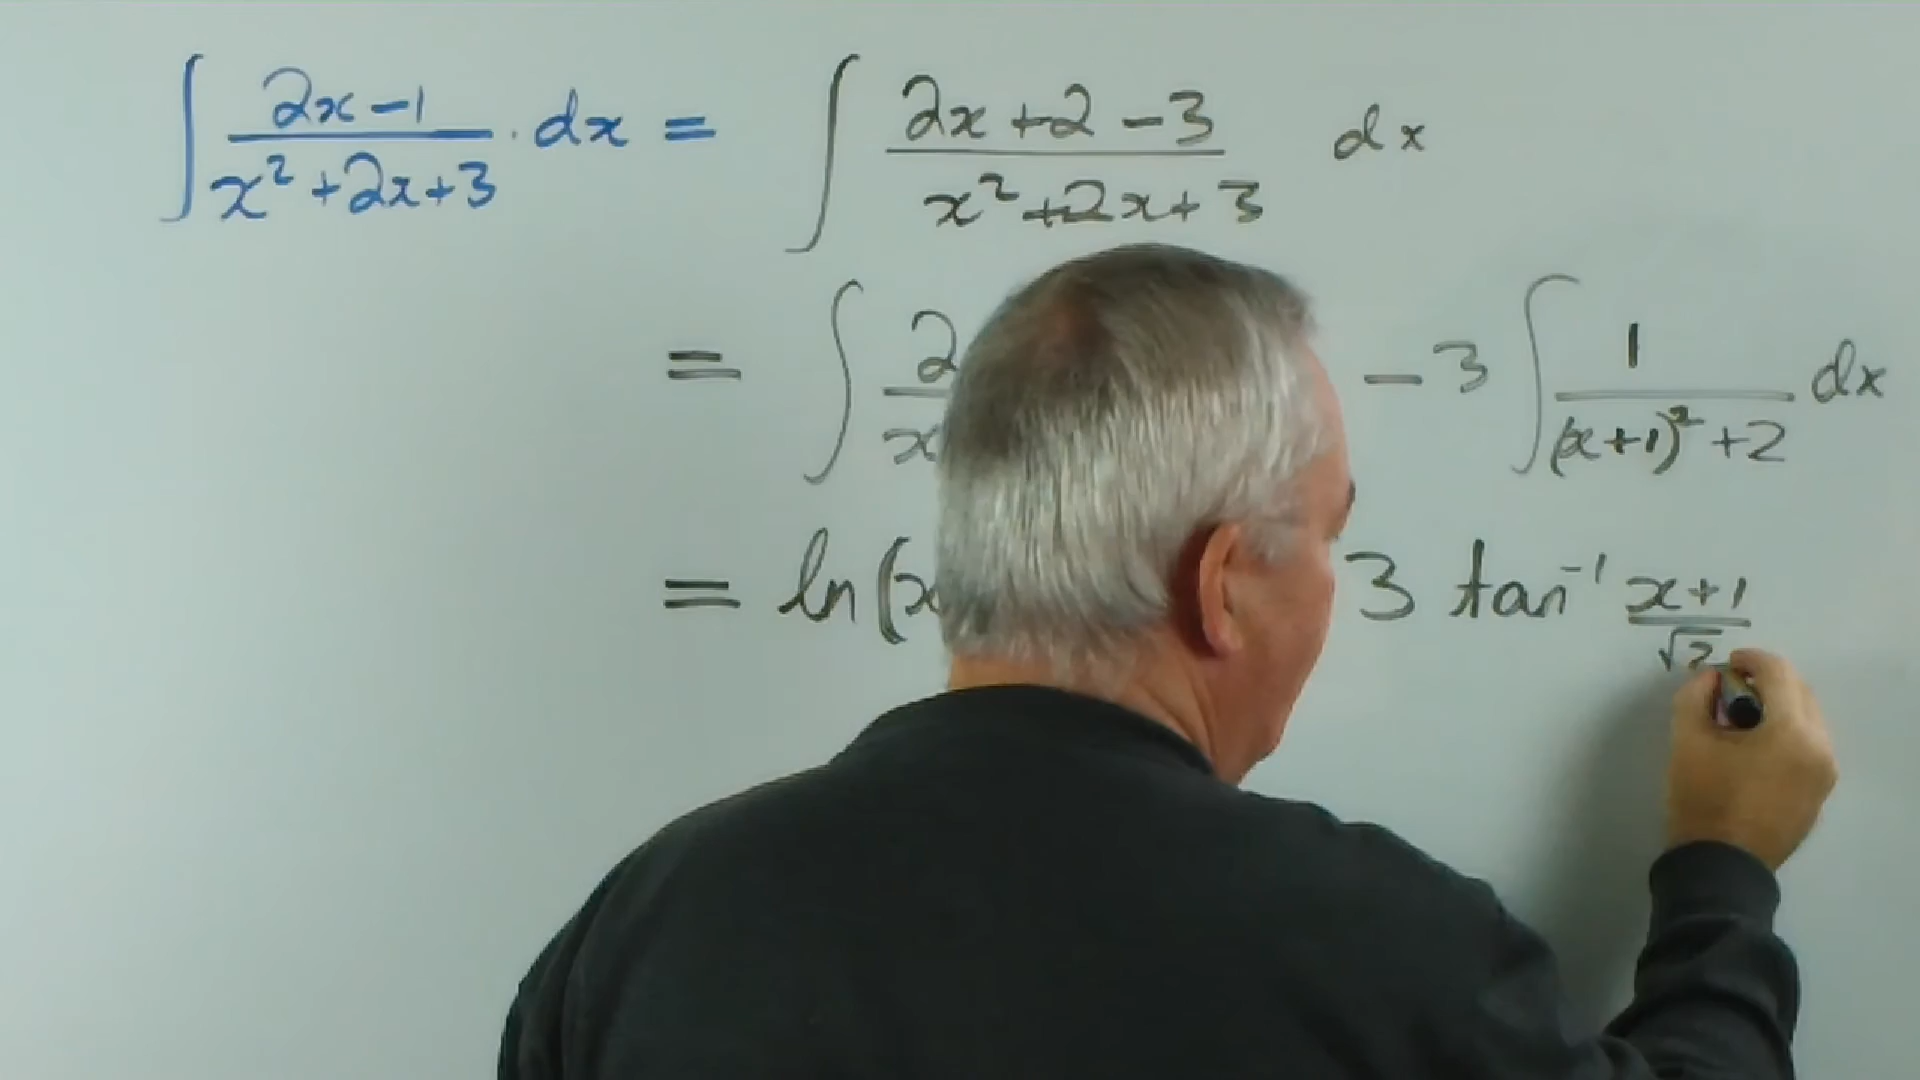 ∫ (2x-1)/(x²+2x+3) · dx = ∫ (2x+2-3)/(x²+2x+3) dx
= ∫ 2 x - 3 ∫ 1/((x+1)²+2) dx
= ln(x 3 tan⁻¹ (x+1)/√2